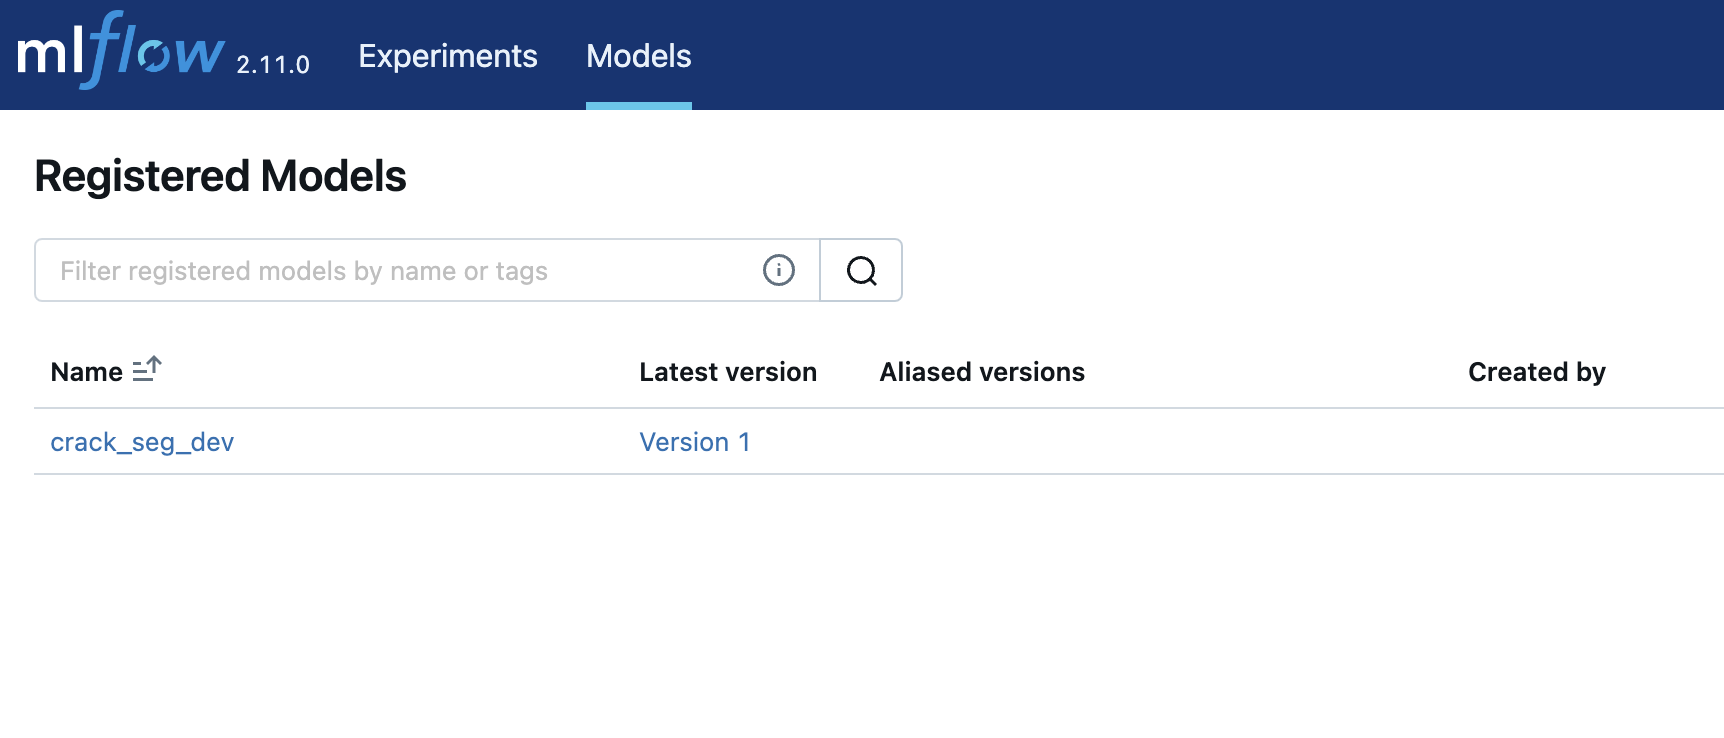 mlflow 2.11.0 Experiments Models
Registered Models
Filter registered models by name or tags
Name Latest version Aliased versions Created by
crack_seg_dev Version 1